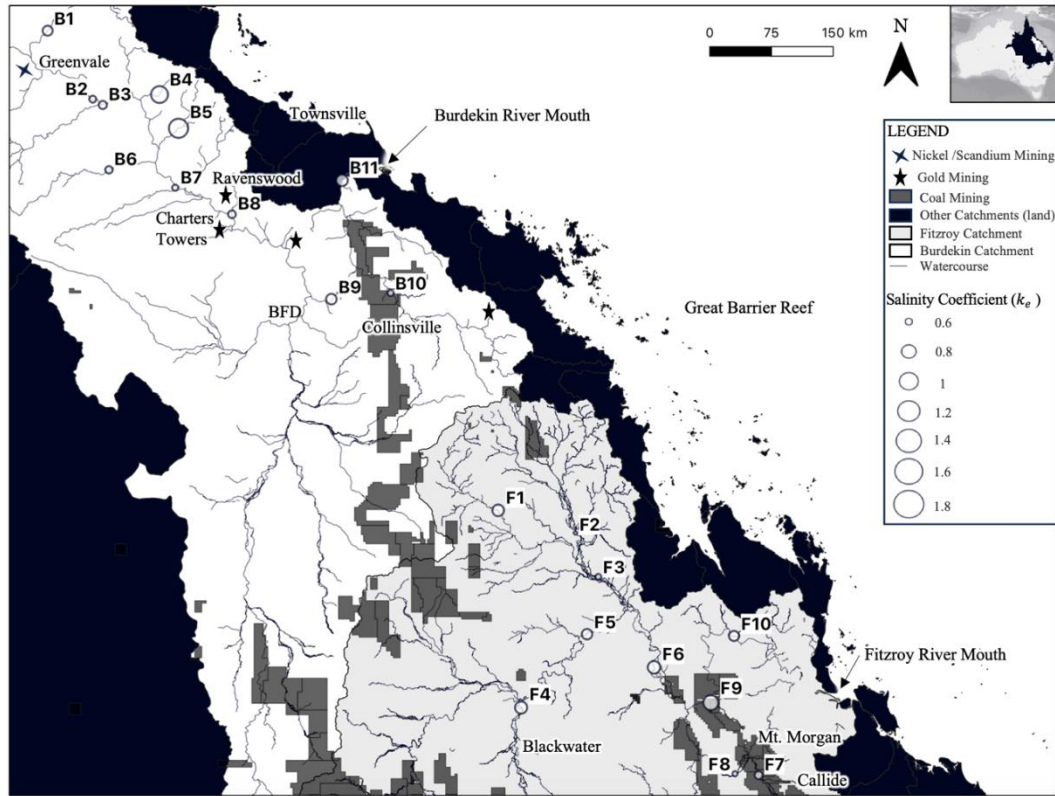 B1
Greenvale
B2
B3
B4
B5
B6
B7
Ravenswood
B8
Charters
Towers
Townsville
Burdekin River Mouth
B11
B9
B10
BFD
Collinsville
Great Barrier Reef
F1
F2
F3
F5
F4
Blackwater
F6
F10
Fitzroy River Mouth
F9
Mt. Morgan
F8
F7
Callide
0 75 150 km
N
LEGEND
Nickel /Scandium Mining
Gold Mining
Coal Mining
Other Catchments (land)
Fitzroy Catchment
Burdekin Catchment
Watercourse
Salinity Coefficient (kₑ )
0.6
0.8
1
1.2
1.4
1.6
1.8